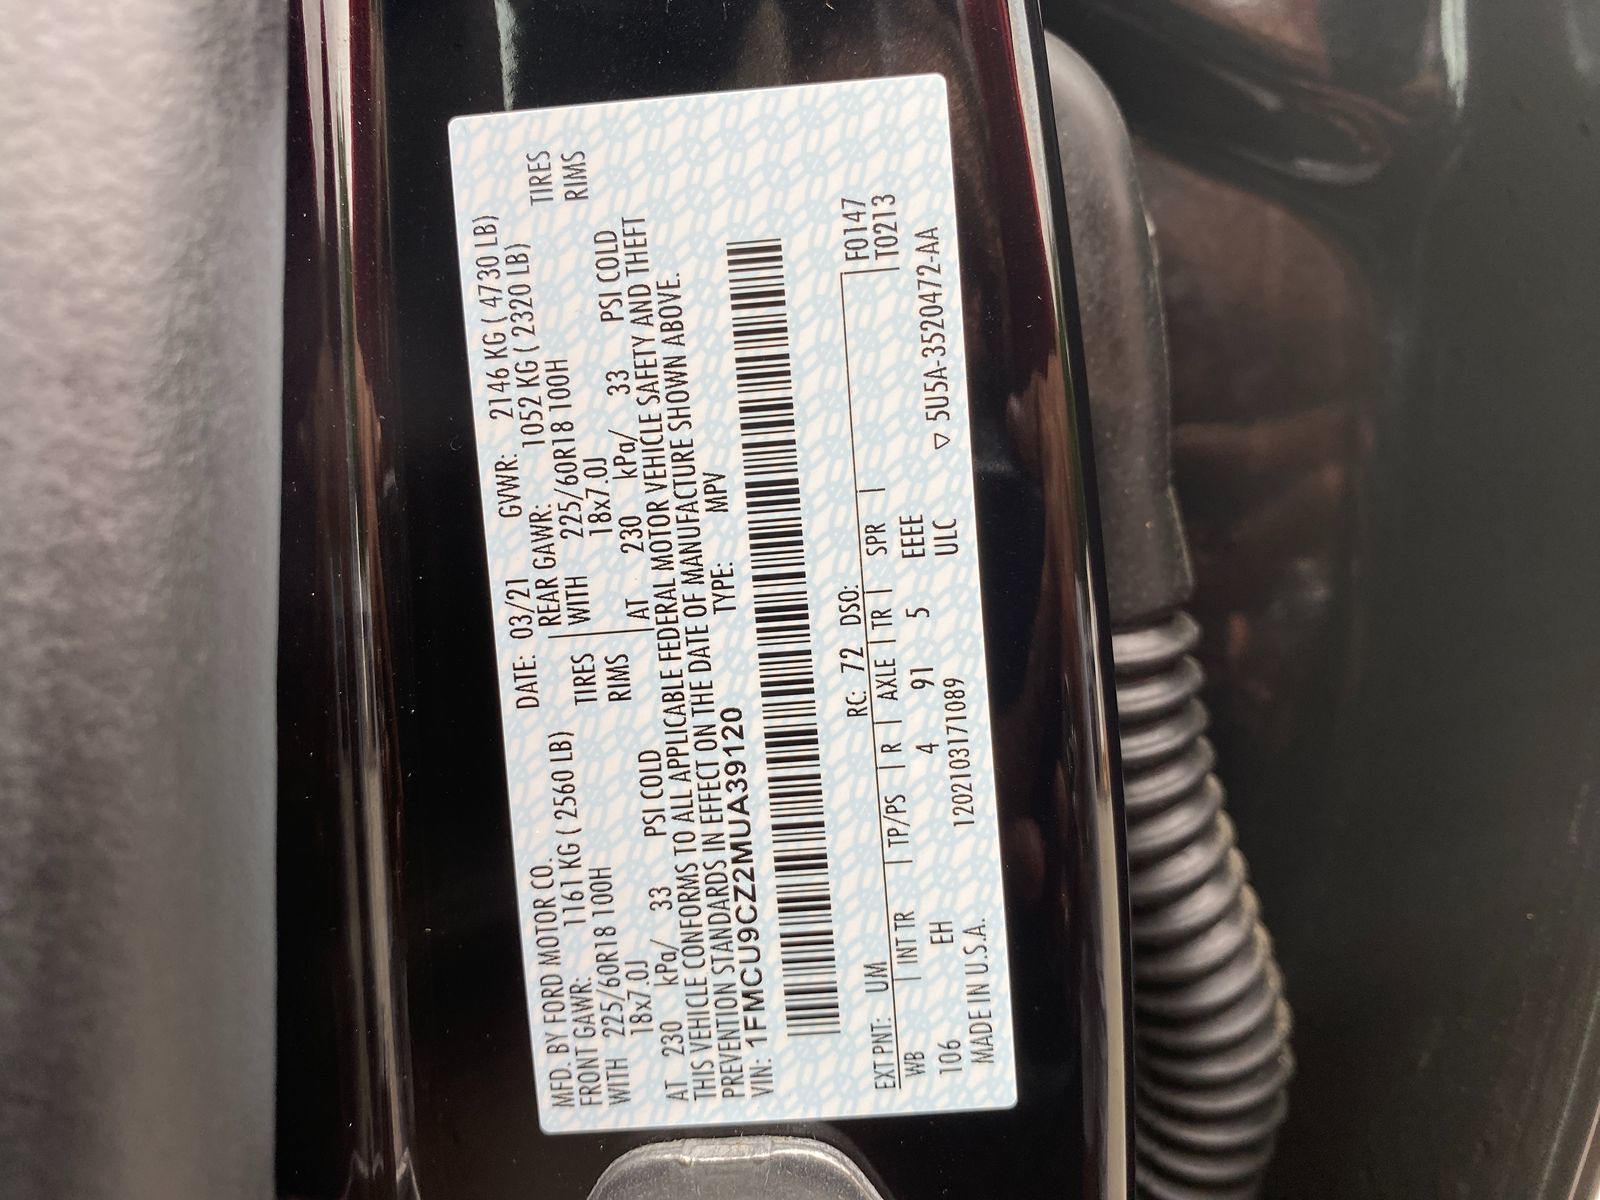 MFD. BY FORD MOTOR CO. DATE: 03/21 GVWR: 2146 KG ( 4730 LB)
FRONT GAWR: 1161 KG ( 2560 LB) REAR GAWR: 1052 KG ( 2320 LB)
WITH 225/60R18 100H TIRES WITH 225/60R18 100H TIRES
18x7.0J RIMS 18x7.0J RIMS
AT 230 kPa/ 33 PSI COLD AT 230 kPa/ 33 PSI COLD
THIS VEHICLE CONFORMS TO ALL APPLICABLE FEDERAL MOTOR VEHICLE SAFETY AND THEFT
PREVENTION STANDARDS IN EFFECT ON THE DATE OF MANUFACTURE SHOWN ABOVE.
VIN: 1FMCU9CZ2MUA39120 TYPE: MPV
EXT PNT: UM RC: 72 DSO: F0147
WB INT TR TP/PS R AXLE TR SPR T0213
106 EH 4 91 5 EEEE
MADE IN U.S.A. 1202103171089 ULC ▽ 5U5A-3520472-AA